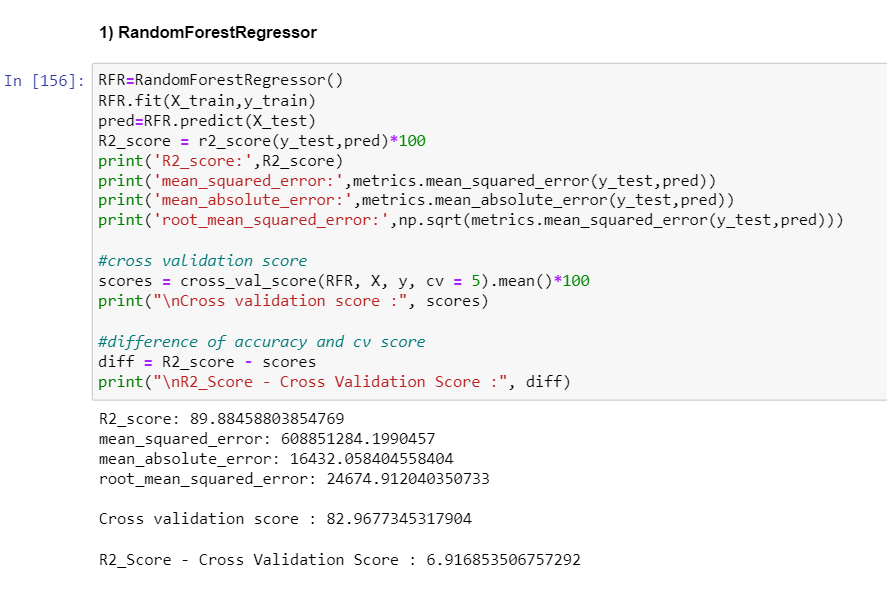 1) RandomForestRegressor
In [156]: RFR=RandomForestRegressor()
RFR.fit(X_train,y_train)
pred=RFR.predict(X_test)
R2_score = r2_score(y_test,pred)*100
print('R2_score:',R2_score)
print('mean_squared_error:',metrics.mean_squared_error(y_test,pred))
print('mean_absolute_error:',metrics.mean_absolute_error(y_test,pred))
print('root_mean_squared_error:',np.sqrt(metrics.mean_squared_error(y_test,pred)))
#cross validation score
scores = cross_val_score(RFR, X, y, cv = 5).mean()*100
print("\nCross validation score :", scores)
#difference of accuracy and cv score
diff = R2_score - scores
print("\nR2_Score - Cross Validation Score :", diff)
R2_score: 89.88458803854769
mean_squared_error: 608851284.1990457
mean_absolute_error: 16432.058404558404
root_mean_squared_error: 24674.912040350733
Cross validation score : 82.9677345317904
R2_Score - Cross Validation Score : 6.916853506757292